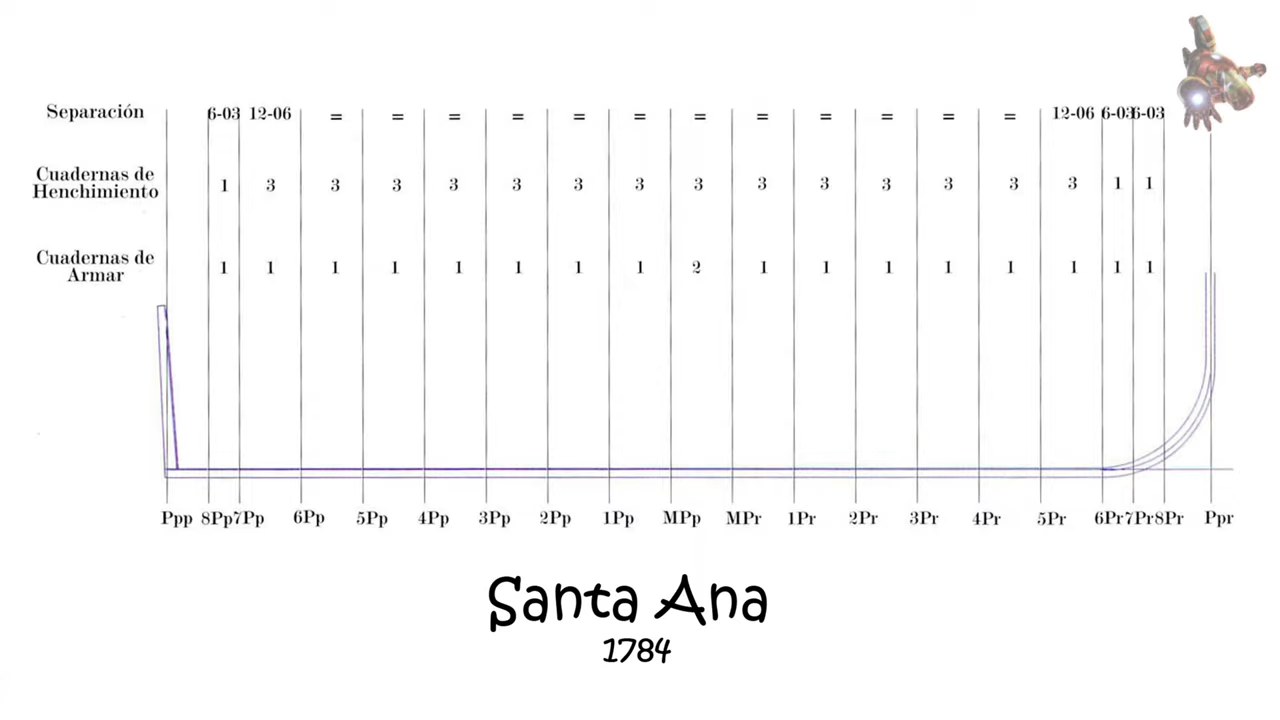 Separación 6-03 12-06 = = = = = = = = = = = = 12-06 6-03 6-03
Cuadernas de
Henchimiento 1 3 3 3 3 3 3 3 3 3 3 3 3 3 3 1 1
Cuadernas de
Armar 1 1 1 1 1 1 1 1 2 1 1 1 1 1 1 1 1
Ppp 8Pp 7Pp 6Pp 5Pp 4Pp 3Pp 2Pp 1Pp MPp MPr 1Pr 2Pr 3Pr 4Pr 5Pr 6Pr 7Pr 8Pr Ppr
Santa Ana
1784